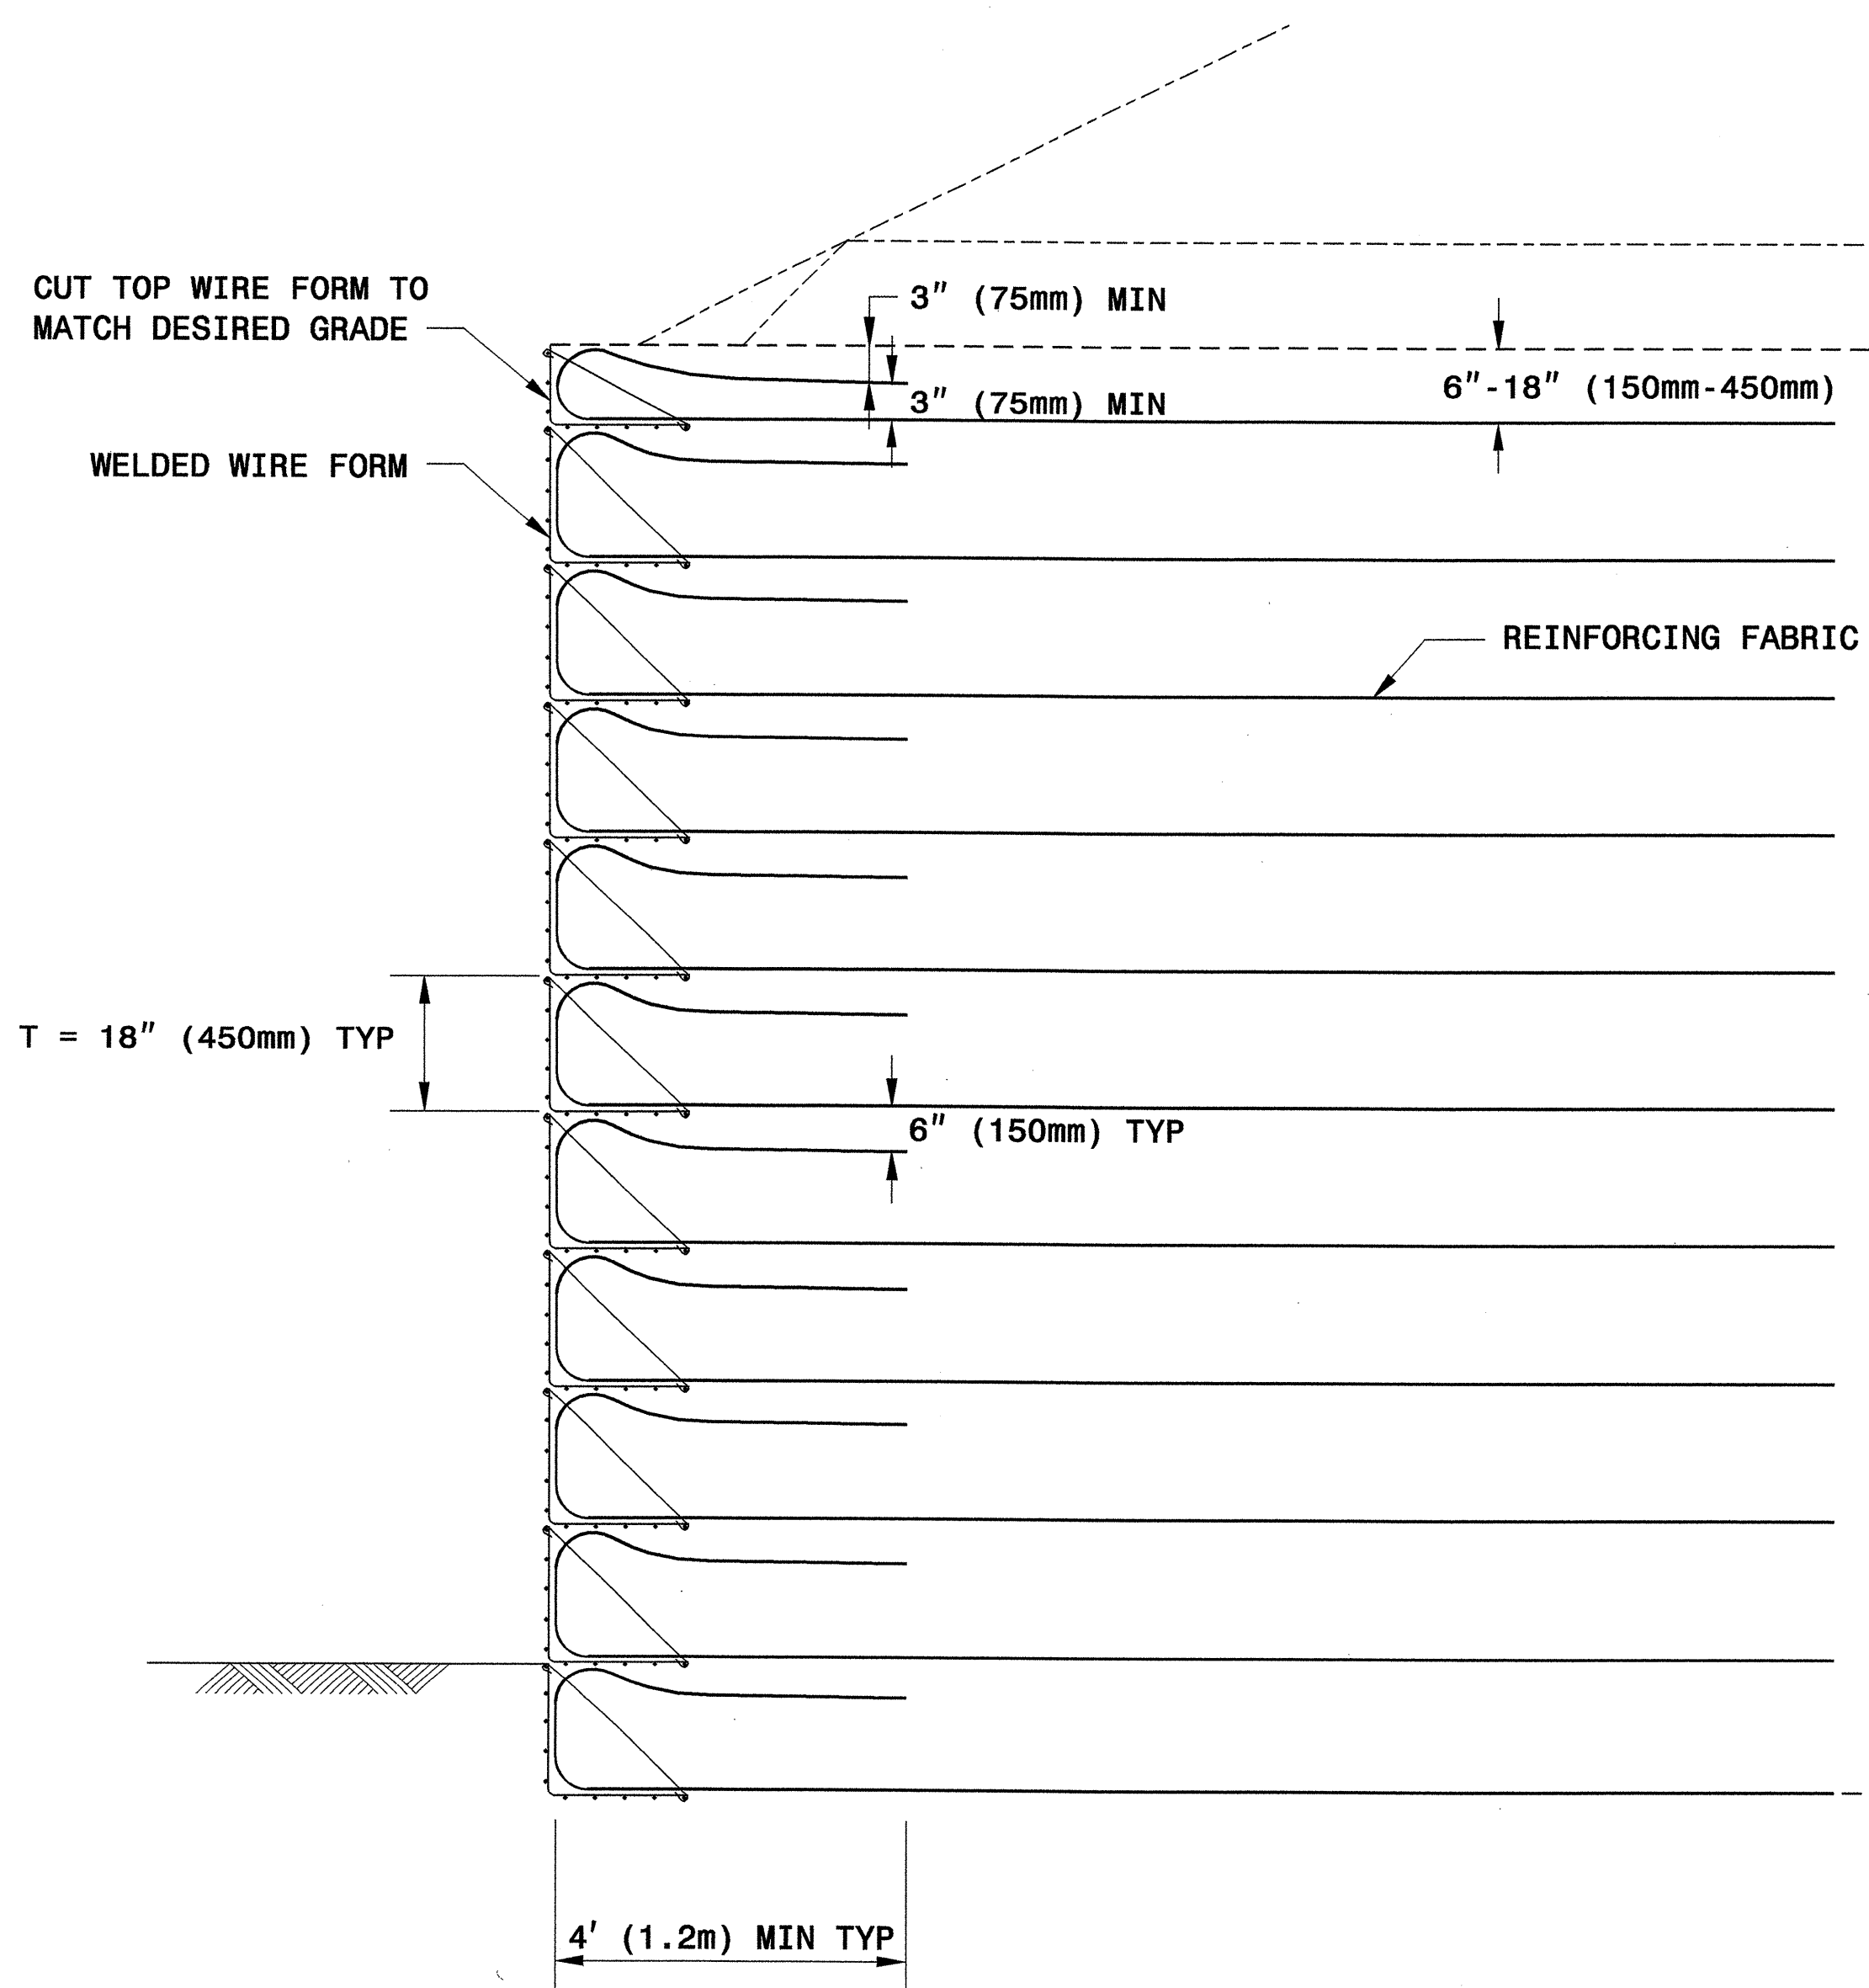 CUT TOP WIRE FORM TO
MATCH DESIRED GRADE
3" (75mm) MIN
3" (75mm) MIN
6"-18" (150mm-450mm)
WELDED WIRE FORM
REINFORCING FABRIC
T = 18" (450mm) TYP
6" (150mm) TYP
4' (1.2m) MIN TYP